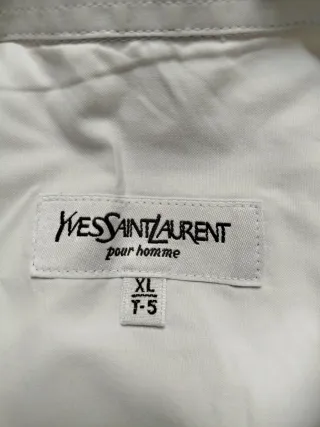 YVESSAINTLAURENT
pour homme
XL
T-5